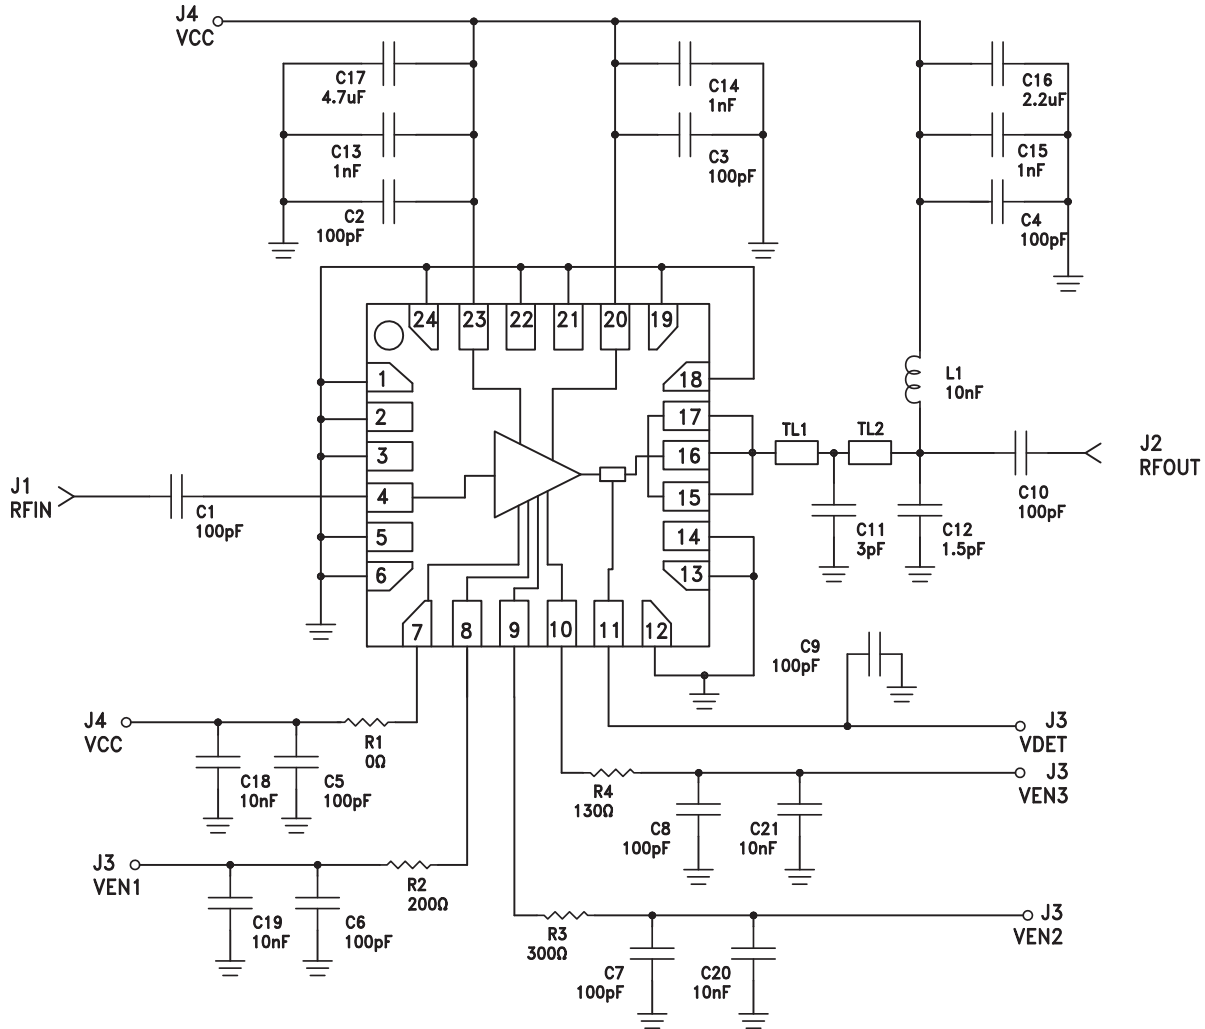 J4
VCC
C17
4.7uF
C13
1nF
C2
100pF
C14
1nF
C3
100pF
C16
2.2uF
C15
1nF
C4
100pF
24
23
22
21
20
19
1
2
3
4
5
6
18
17
16
15
14
13
7
8
9
10
11
12
J1
RFIN
C1
100pF
TL1
TL2
L1
10nF
J2
RFOUT
C10
100pF
C11
3pF
C12
1.5pF
C9
100pF
J4
VCC
R1
0Ω
C18
10nF
C5
100pF
J3
VDET
J3
VEN3
R4
130Ω
C8
100pF
C21
10nF
J3
VEN1
R2
200Ω
C19
10nF
C6
100pF
J3
VEN2
R3
300Ω
C7
100pF
C20
10nF